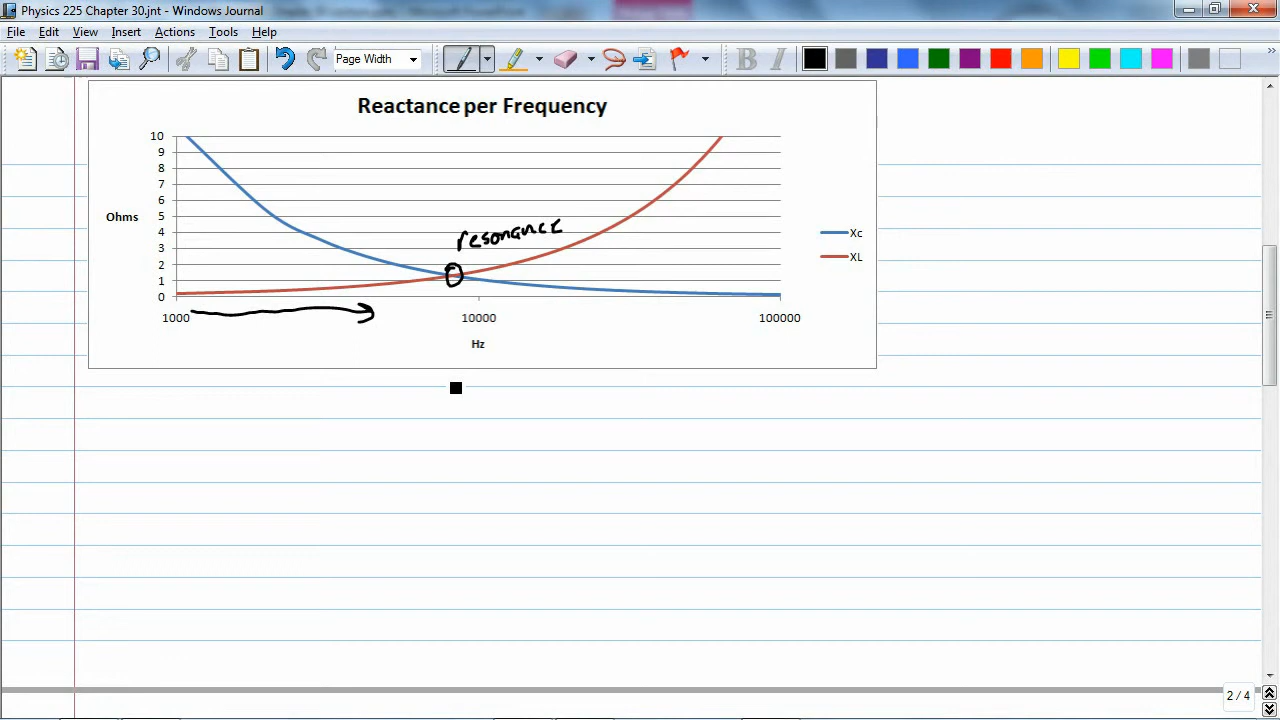 Physics 225 Chapter 30.jnt - Windows Journal
File Edit View Insert Actions Tools Help
Page Width
B I
Reactance per Frequency
10
9
8
7
6
5
4
3
2
1
0
Ohms
resonance
Xc
XL
1000 10000 100000
Hz
2 / 4